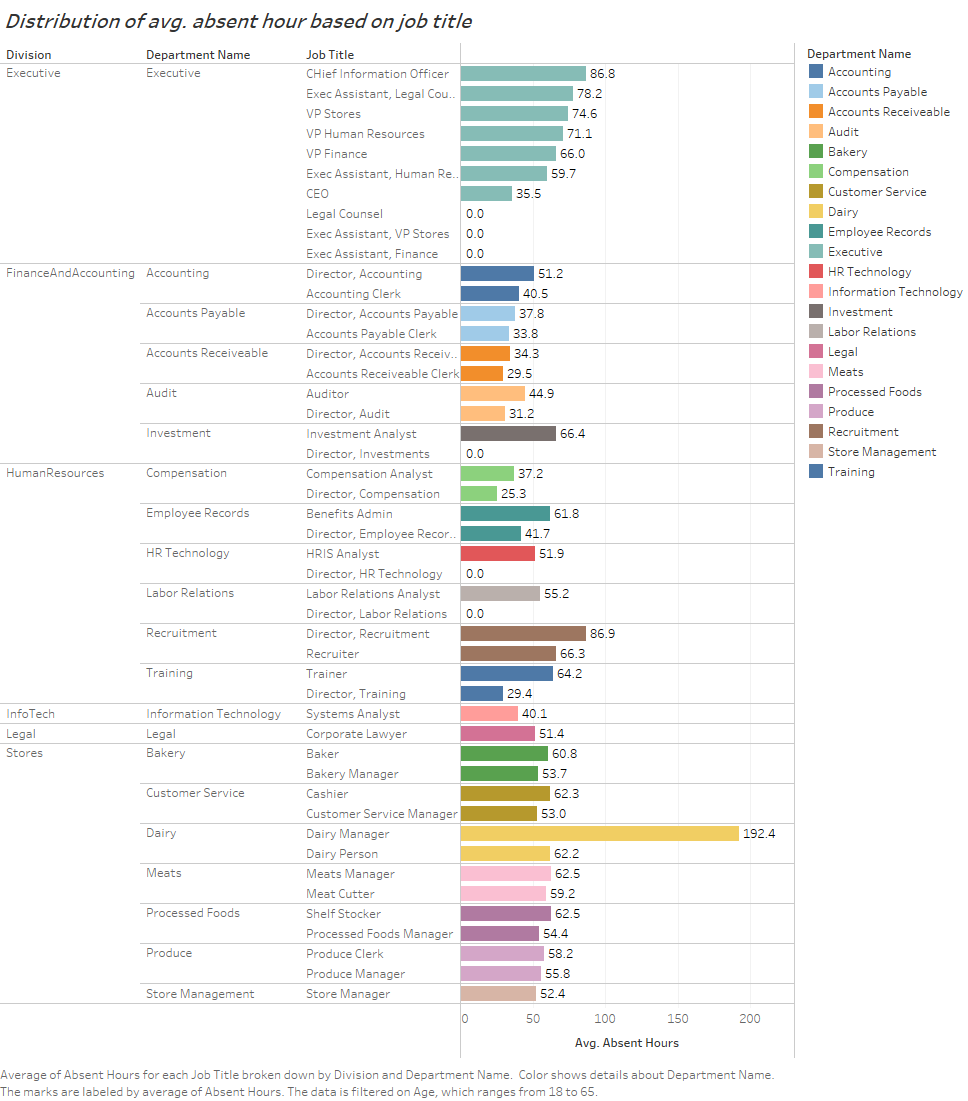 Distribution of avg. absent hour based on job title
Division Department Name Job Title
Executive Executive CHief Information Officer 86.8
Exec Assistant, Legal Cou.. 78.2
VP Stores 74.6
VP Human Resources 71.1
VP Finance 66.0
Exec Assistant, Human Re.. 59.7
CEO 35.5
Legal Counsel 0.0
Exec Assistant, VP Stores 0.0
Exec Assistant, Finance 0.0
FinanceAndAccounting Accounting Director, Accounting 51.2
Accounting Clerk 40.5
Accounts Payable Director, Accounts Payable 37.8
Accounts Payable Clerk 33.8
Accounts Receiveable Director, Accounts Receiv.. 34.3
Accounts Receiveable Clerk 29.5
Audit Auditor 44.9
Director, Audit 31.2
Investment Investment Analyst 66.4
Director, Investments 0.0
HumanResources Compensation Compensation Analyst 37.2
Director, Compensation 25.3
Employee Records Benefits Admin 61.8
Director, Employee Recor.. 41.7
HR Technology HRIS Analyst 51.9
Director, HR Technology 0.0
Labor Relations Labor Relations Analyst 55.2
Director, Labor Relations 0.0
Recruitment Director, Recruitment 86.9
Recruiter 66.3
Training Trainer 64.2
Director, Training 29.4
InfoTech Information Technology Systems Analyst 40.1
Legal Legal Corporate Lawyer 51.4
Stores Bakery Baker 60.8
Bakery Manager 53.7
Customer Service Cashier 62.3
Customer Service Manager 53.0
Dairy Dairy Manager 192.4
Dairy Person 62.2
Meats Meats Manager 62.5
Meat Cutter 59.2
Processed Foods Shelf Stocker 62.5
Processed Foods Manager 54.4
Produce Produce Clerk 58.2
Produce Manager 55.8
Store Management Store Manager 52.4
0 50 100 150 200
Avg. Absent Hours
Department Name
Accounting
Accounts Payable
Accounts Receiveable
Audit
Bakery
Compensation
Customer Service
Dairy
Employee Records
Executive
HR Technology
Information Technology
Investment
Labor Relations
Legal
Meats
Processed Foods
Produce
Recruitment
Store Management
Training
Average of Absent Hours for each Job Title broken down by Division and Department Name. Color shows details about Department Name.
The marks are labeled by average of Absent Hours. The data is filtered on Age, which ranges from 18 to 65.